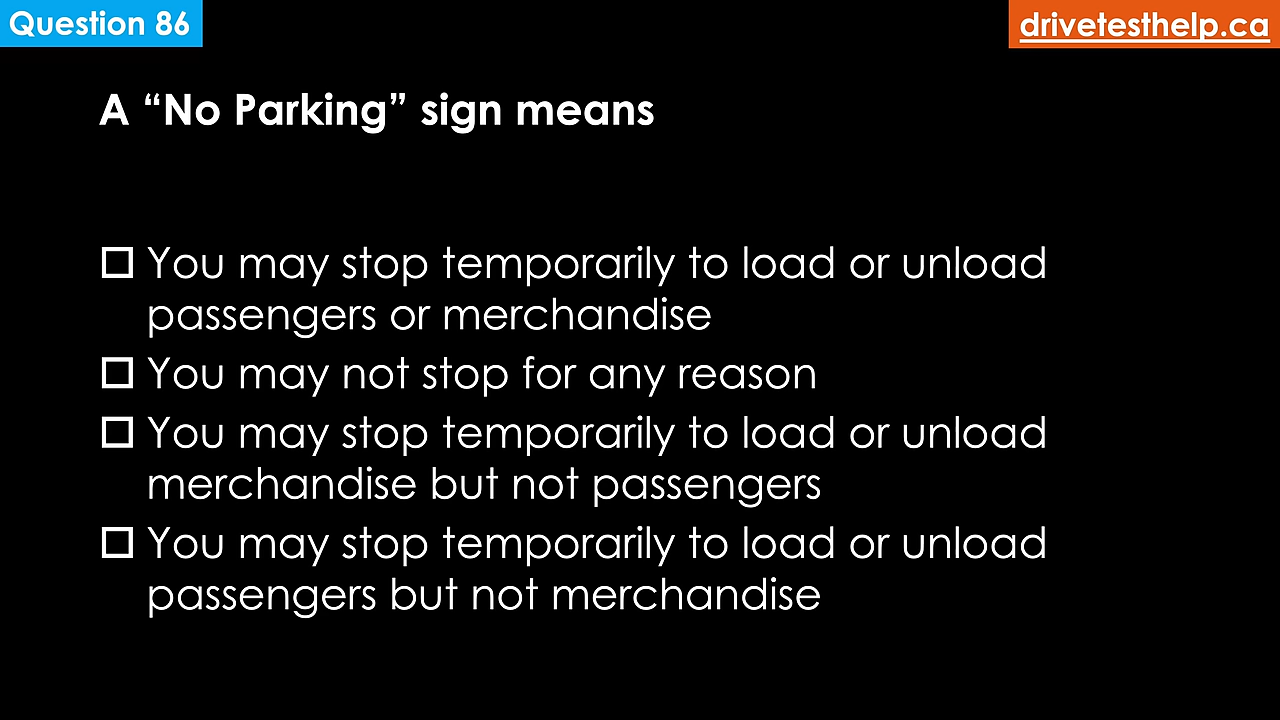 Question 86
drivetesthelp.ca
A “No Parking” sign means
You may stop temporarily to load or unload
passengers or merchandise
You may not stop for any reason
You may stop temporarily to load or unload
merchandise but not passengers
You may stop temporarily to load or unload
passengers but not merchandise